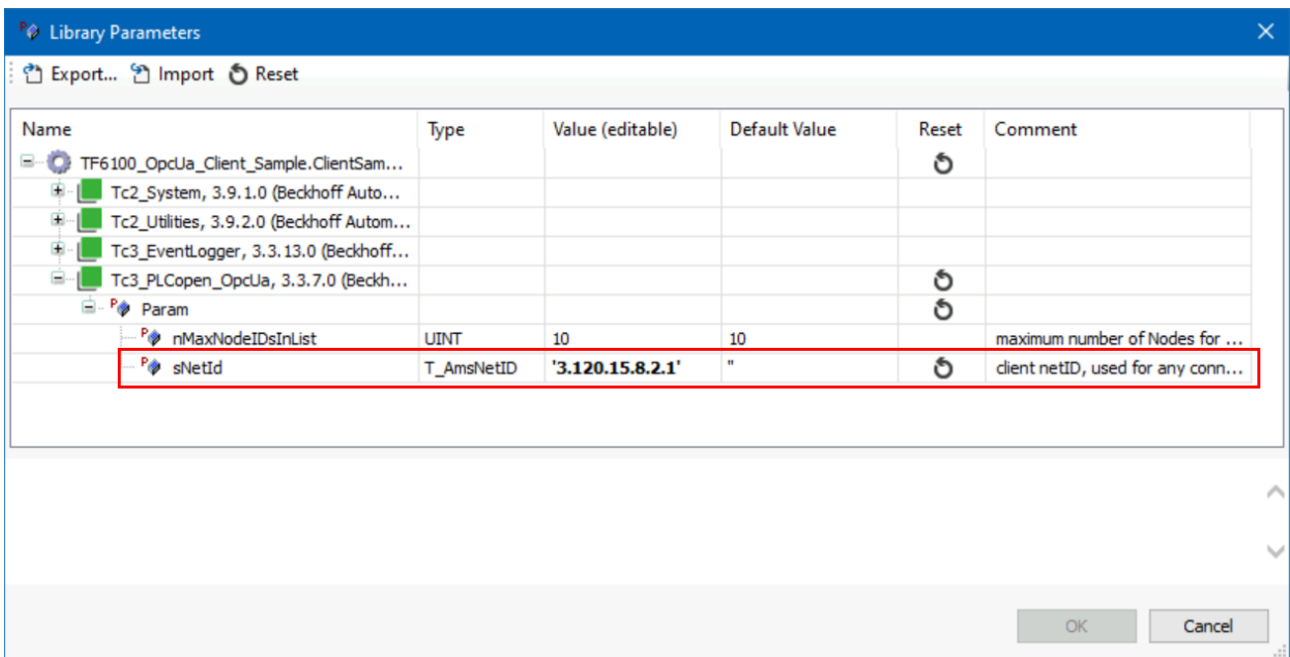 Library Parameters
Export... Import Reset
Name Type Value (editable) Default Value Reset Comment
TF6100_OpcUa_Client_Sample.ClientSam...
Tc2_System, 3.9.1.0 (Beckhoff Auto...
Tc2_Utilities, 3.9.2.0 (Beckhoff Autom...
Tc3_EventLogger, 3.3.13.0 (Beckhoff...
Tc3_PLCopen_OpcUa, 3.3.7.0 (Beckh...
Param
nMaxNodeIDsInList UINT 10 10 maximum number of Nodes for ...
sNetId T_AmsNetID '3.120.15.8.2.1' '' client netID, used for any conn...
OK Cancel